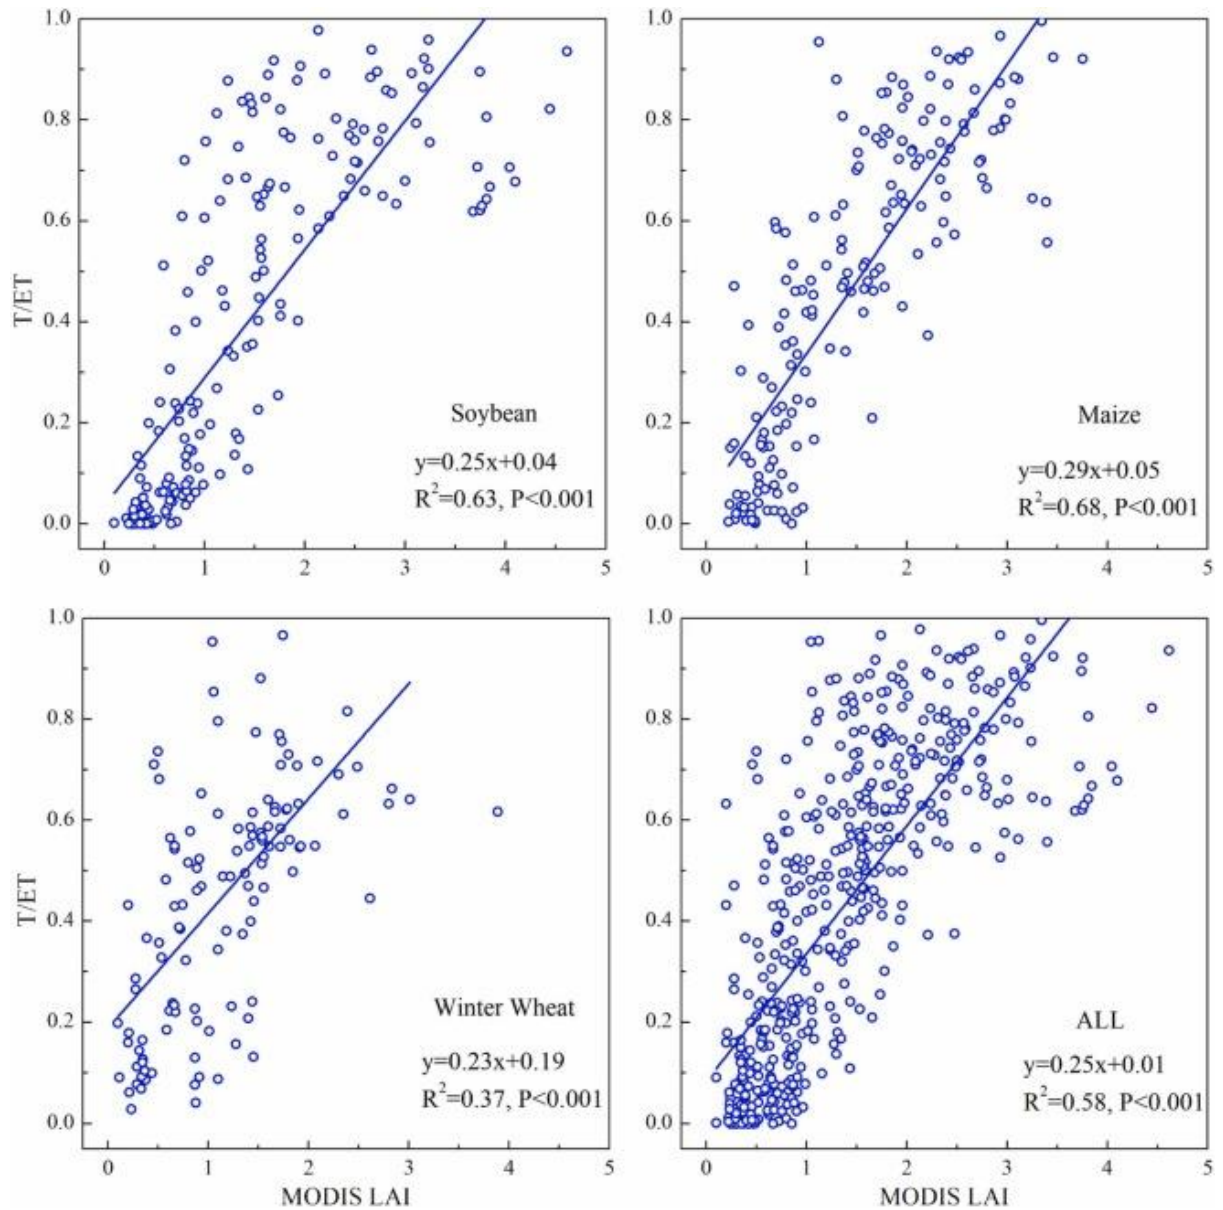 1.0
0.8
0.6
0.4
0.2
0.0
T/ET
Soybean
y=0.25x+0.04
R²=0.63, P<0.001
0 1 2 3 4 5
1.0
0.8
0.6
0.4
0.2
0.0
Maize
y=0.29x+0.05
R²=0.68, P<0.001
0 1 2 3 4 5
1.0
0.8
0.6
0.4
0.2
0.0
T/ET
Winter Wheat
y=0.23x+0.19
R²=0.37, P<0.001
0 1 2 3 4 5
MODIS LAI
1.0
0.8
0.6
0.4
0.2
0.0
ALL
y=0.25x+0.01
R²=0.58, P<0.001
0 1 2 3 4 5
MODIS LAI